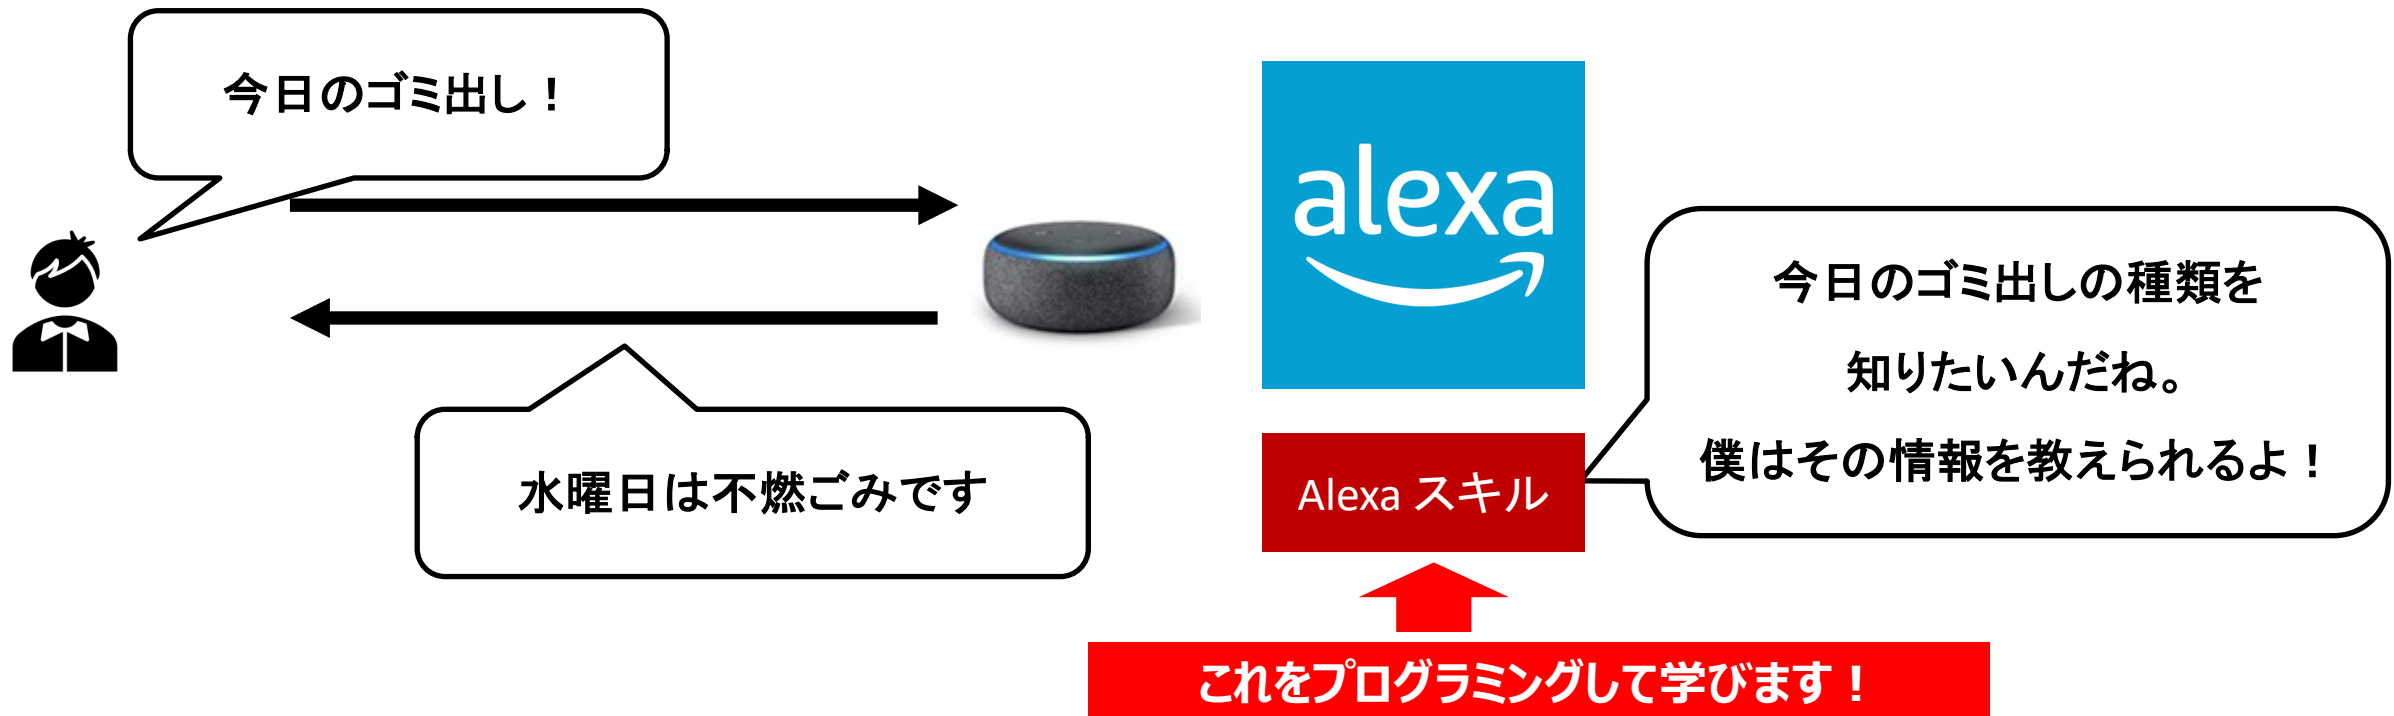 今日のゴミ出し！
alexa
今日のゴミ出しの種類を
知りたいんだね。
僕はその情報を教えられるよ！
水曜日は不燃ごみです
Alexa スキル
これをプログラミングして学びます！